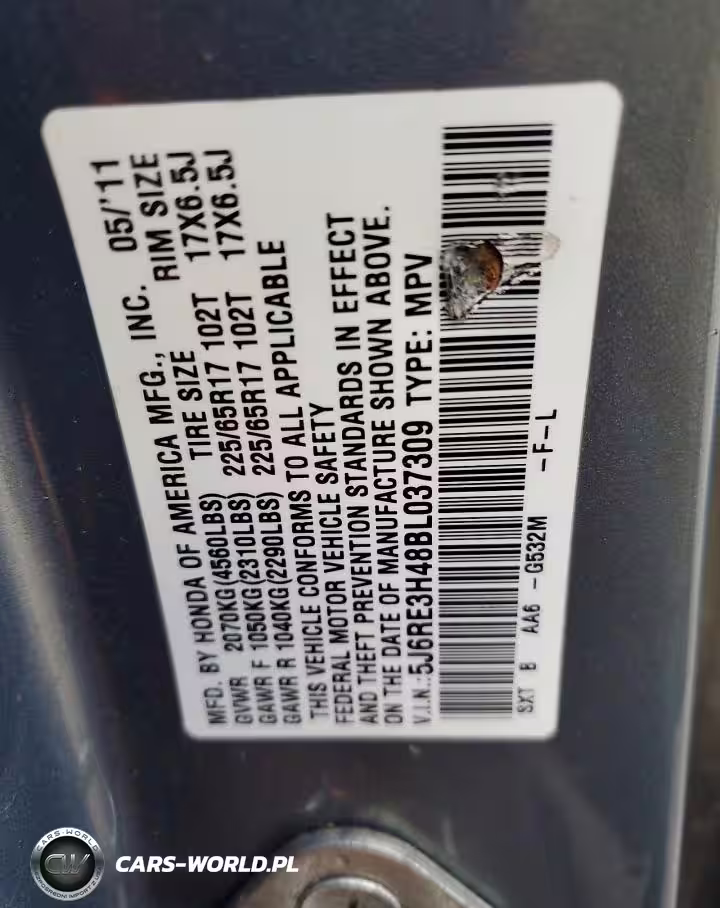 MFD. BY HONDA OF AMERICA MFG., INC. 05/'11
GVWR 2070KG(4560LBS) TIRE SIZE RIM SIZE
GAWR F 1050KG(2310LBS) 225/65R17 102T 17X6.5J
GAWR R 1040KG(2290LBS) 225/65R17 102T 17X6.5J
THIS VEHICLE CONFORMS TO ALL APPLICABLE
FEDERAL MOTOR VEHICLE SAFETY
AND THEFT PREVENTION STANDARDS IN EFFECT
ON THE DATE OF MANUFACTURE SHOWN ABOVE.
V.I.N.:5J6RE3H48BL037309 TYPE: MPV
SXT B AA6 -G532M -F-L
CARS-WORLD
CW
CARS-WORLD.PL